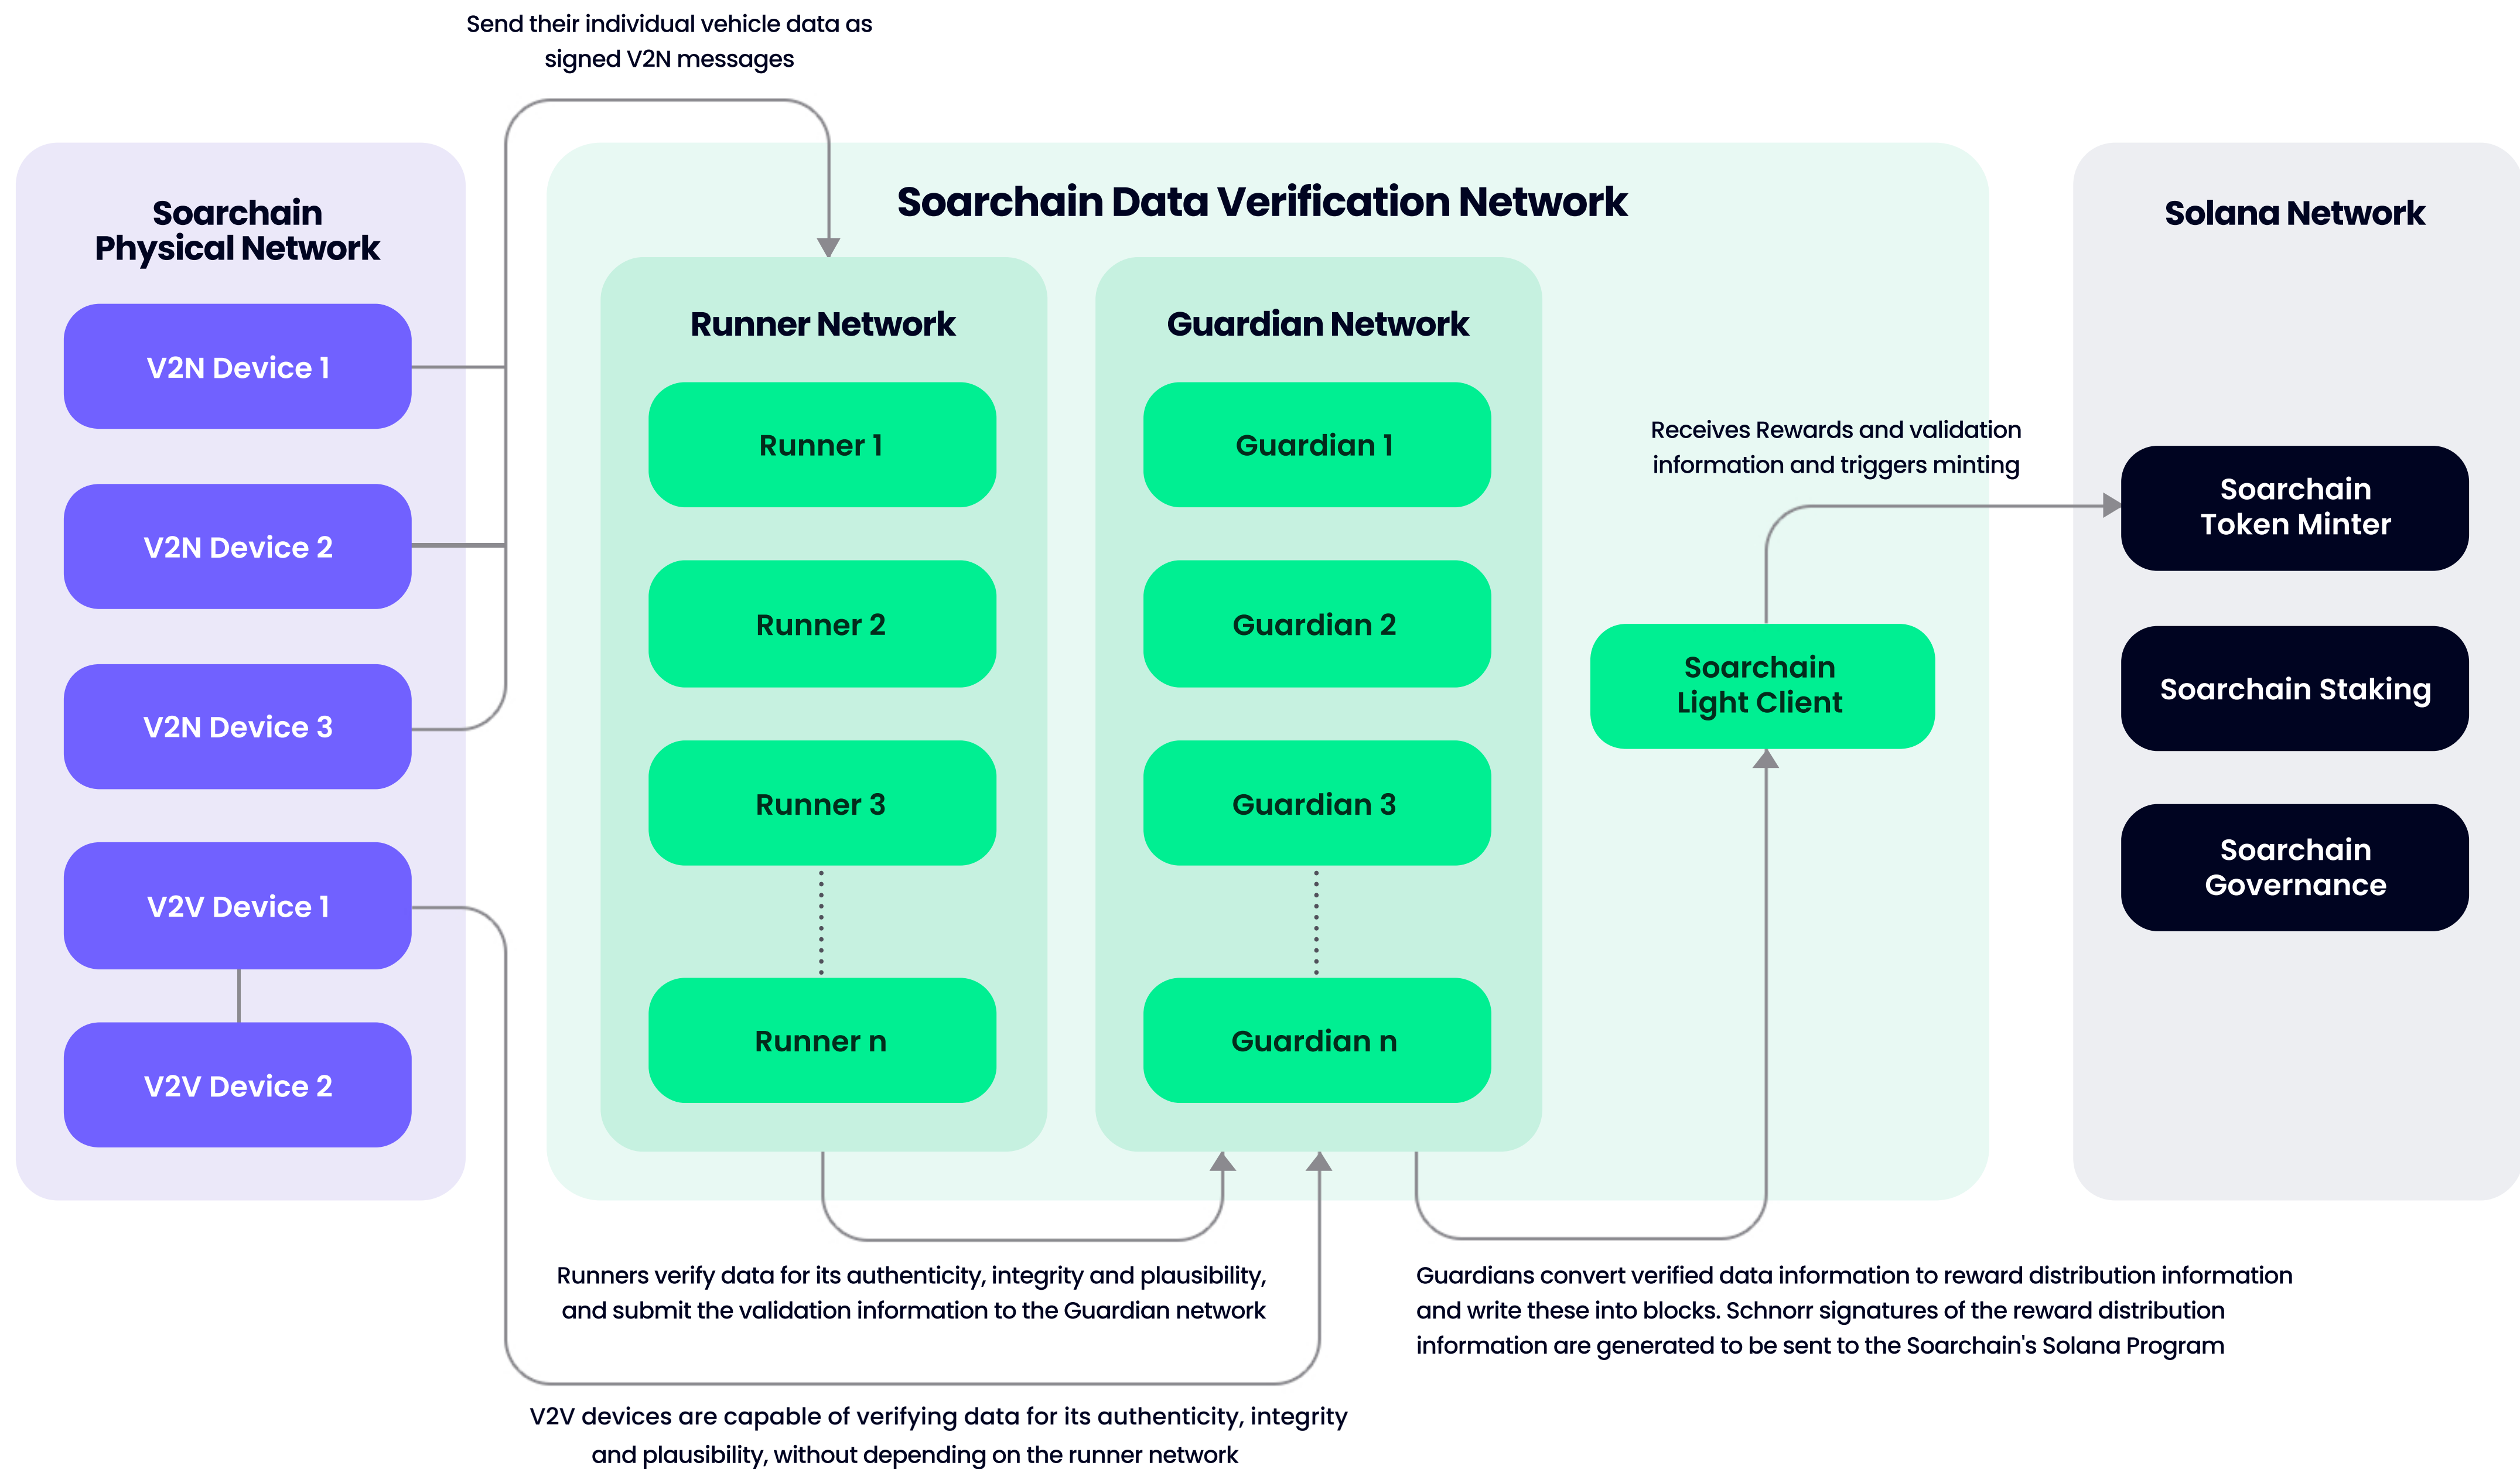 Send their individual vehicle data as
signed V2N messages
Soarchain
Physical Network
V2N Device 1
V2N Device 2
V2N Device 3
V2V Device 1
V2V Device 2
Soarchain Data Verification Network
Runner Network
Runner 1
Runner 2
Runner 3
Runner n
Guardian Network
Guardian 1
Guardian 2
Guardian 3
Guardian n
Receives Rewards and validation
information and triggers minting
Soarchain
Light Client
Solana Network
Soarchain
Token Minter
Soarchain Staking
Soarchain
Governance
Runners verify data for its authenticity, integrity and plausibility,
and submit the validation information to the Guardian network
Guardians convert verified data information to reward distribution information
and write these into blocks. Schnorr signatures of the reward distribution
information are generated to be sent to the Soarchain's Solana Program
V2V devices are capable of verifying data for its authenticity, integrity
and plausibility, without depending on the runner network